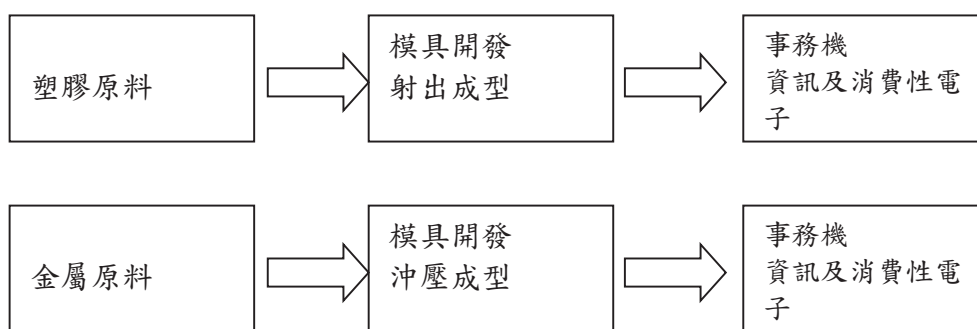 塑膠原料
模具開發
射出成型
事務機
資訊及消費性電
子
金屬原料
模具開發
沖壓成型
事務機
資訊及消費性電
子